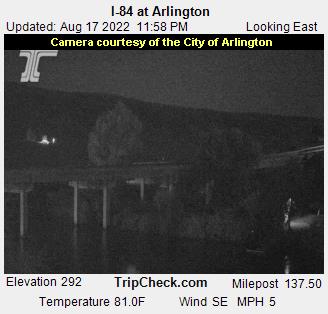 I-84 at Arlington
Updated: Aug 17 2022 11:58 PM Looking East
Camera courtesy of the City of Arlington
Elevation 292 TripCheck.com Milepost 137.50
Temperature 81.0F Wind SE MPH 5